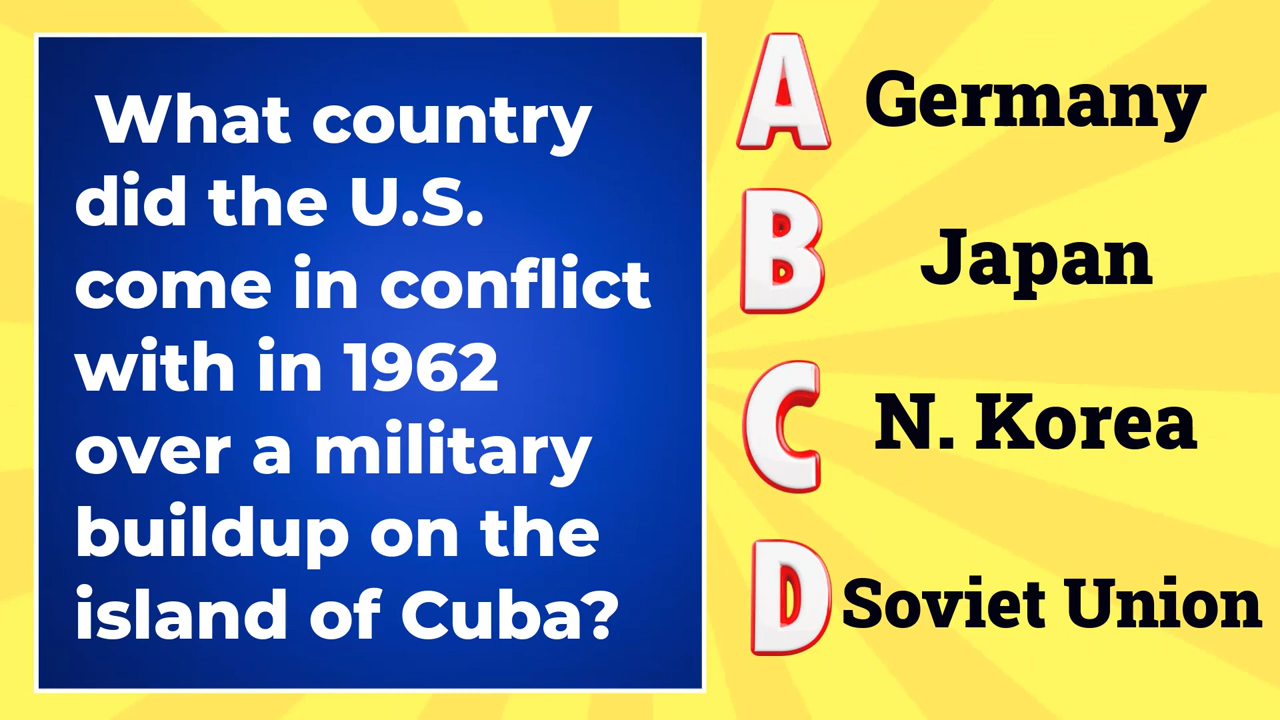 What country
did the U.S.
come in conflict
with in 1962
over a military
buildup on the
island of Cuba?
A Germany
B Japan
C N. Korea
D Soviet Union